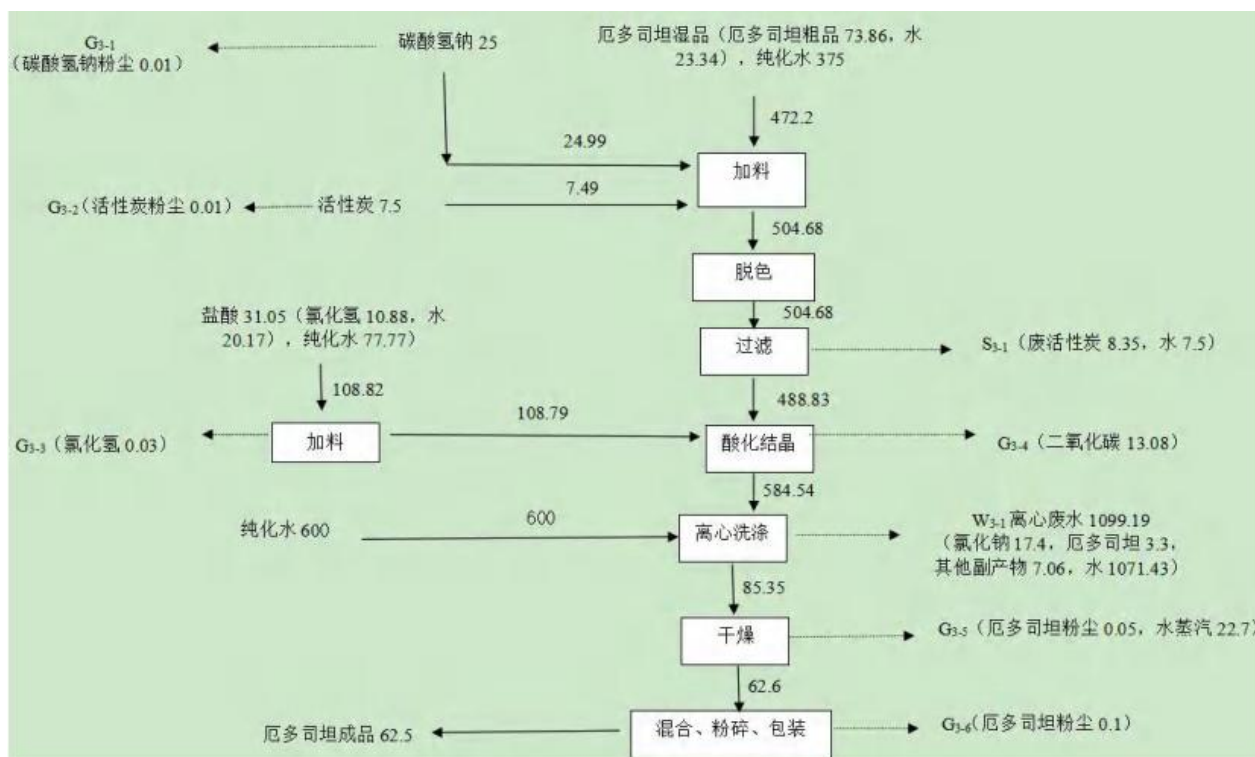 G₃₋₁
（碳酸氢钠粉尘 0.01）
碳酸氢钠 25
厄多司坦湿品（厄多司坦粗品 73.86，水
23.34），纯化水 375
472.2
24.99
加料
7.49
G₃₋₂（活性炭粉尘 0.01）
活性炭 7.5
504.68
脱色
504.68
盐酸 31.05（氯化氢 10.88，水
20.17），纯化水 77.77）
过滤
S₃₋₁（废活性炭 8.35，水 7.5）
108.82
488.83
108.79
G₃₋₃（氯化氢 0.03）
加料
酸化结晶
G₃₋₄（二氧化碳 13.08）
584.54
纯化水 600
600
离心洗涤
W₃₋₁ 离心废水 1099.19
（氯化钠 17.4，厄多司坦 3.3，
其他副产物 7.06，水 1071.43）
85.35
干燥
G₃₋₅（厄多司坦粉尘 0.05，水蒸汽 22.7）
62.6
厄多司坦成品 62.5
混合、粉碎、包装
G₃₋₆(厄多司坦粉尘 0.1）